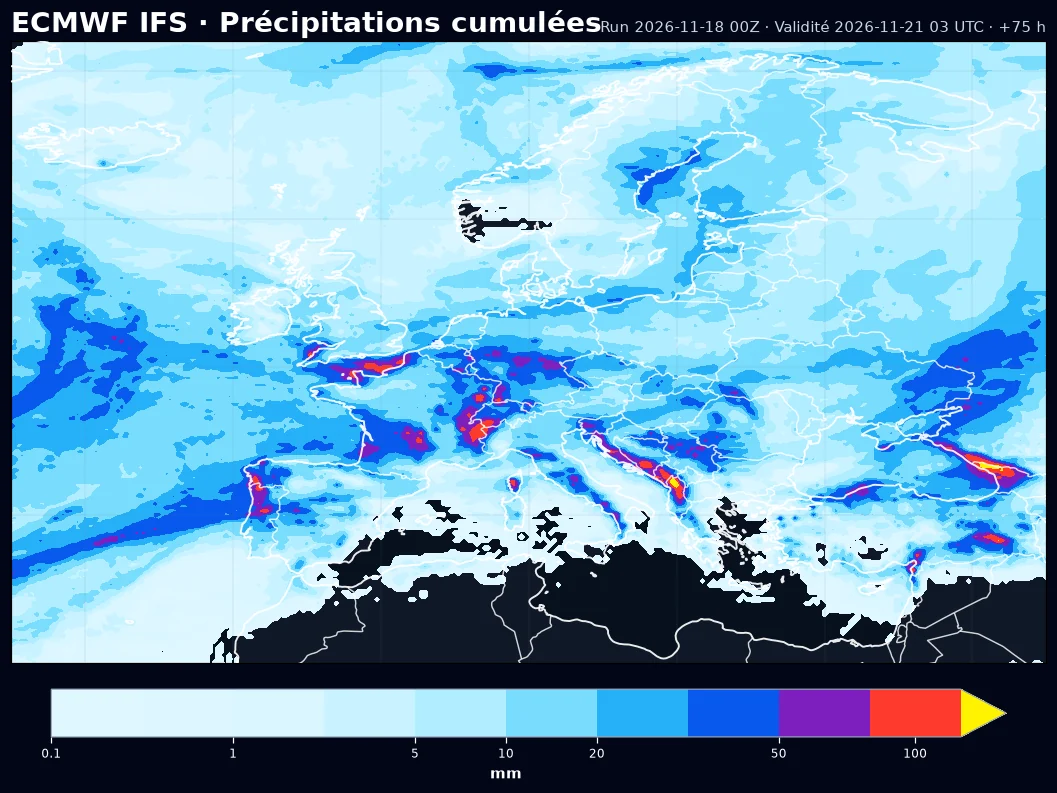 ECMWF IFS · Précipitations cumulées
Run 2026-11-18 00Z · Validité 2026-11-21 03 UTC · +75 h
0.1 1 5 10 20 50 100
mm